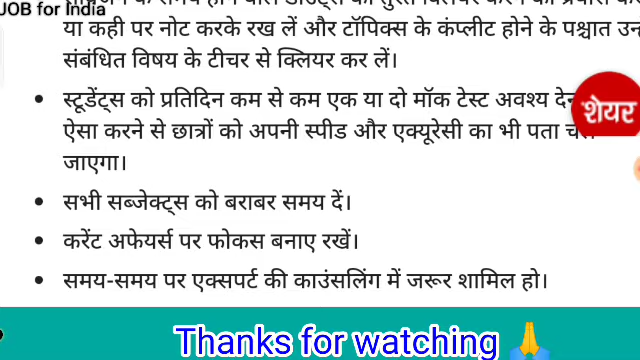 JOB for India
या कही पर नोट करके रख लें और टॉपिक्स के कंप्लीट होने के पश्चात
संबंधित विषय के टीचर से क्लियर कर लें।
स्टूडेंट्स को प्रतिदिन कम से कम एक या दो मॉक टेस्ट अवश्य
शेयर
ऐसा करने से छात्रों को अपनी स्पीड और एक्यूरेसी का भी पता
जाएगा।
सभी सब्जेक्ट्स को बराबर समय दें।
करेंट अफेयर्स पर फोकस बनाए रखें।
समय-समय पर एक्सपर्ट की काउंसलिंग में जरूर शामिल हो।
Thanks for watching 🙏